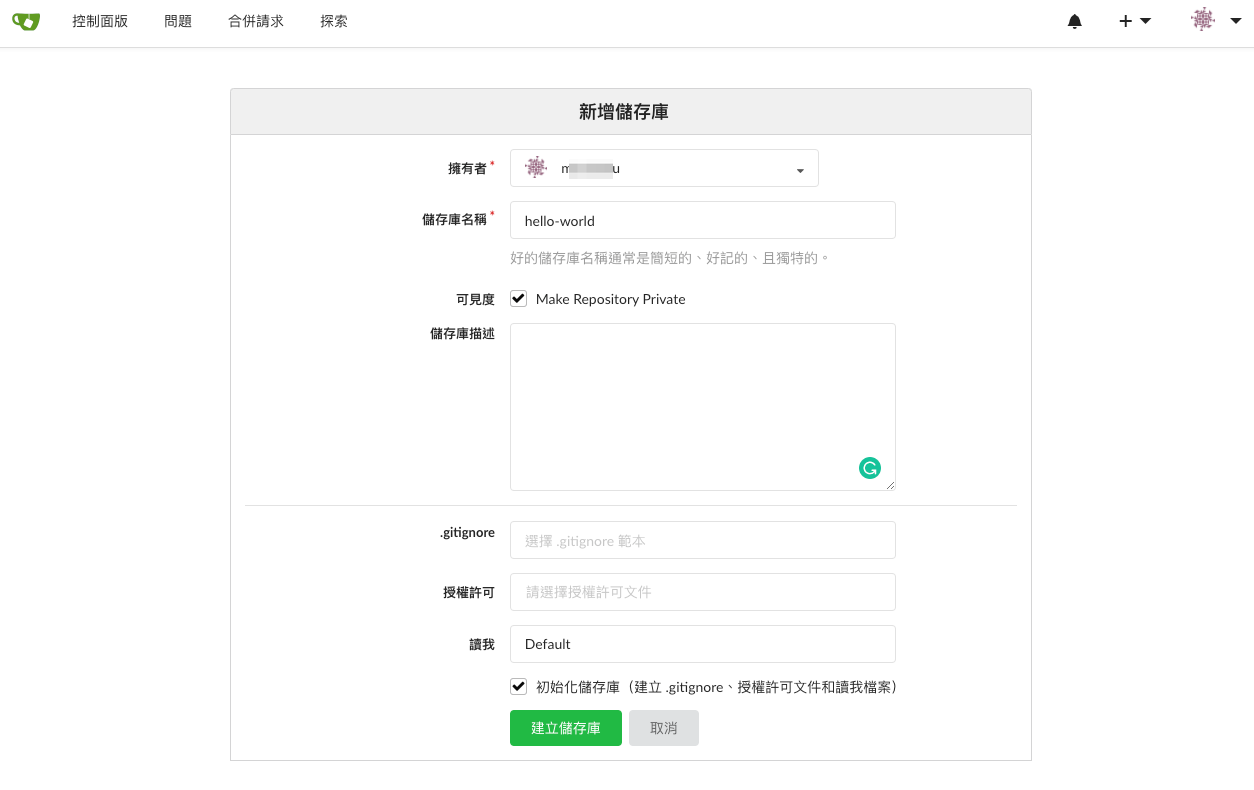 控制面版 問題 合併請求 探索
新增儲存庫
擁有者*
儲存庫名稱* hello-world
好的儲存庫名稱通常是簡短的、好記的、且獨特的。
可見度 Make Repository Private
儲存庫描述
.gitignore 選擇 .gitignore 範本
授權許可 請選擇授權許可文件
讀我 Default
初始化儲存庫（建立 .gitignore、授權許可文件和讀我檔案）
建立儲存庫 取消